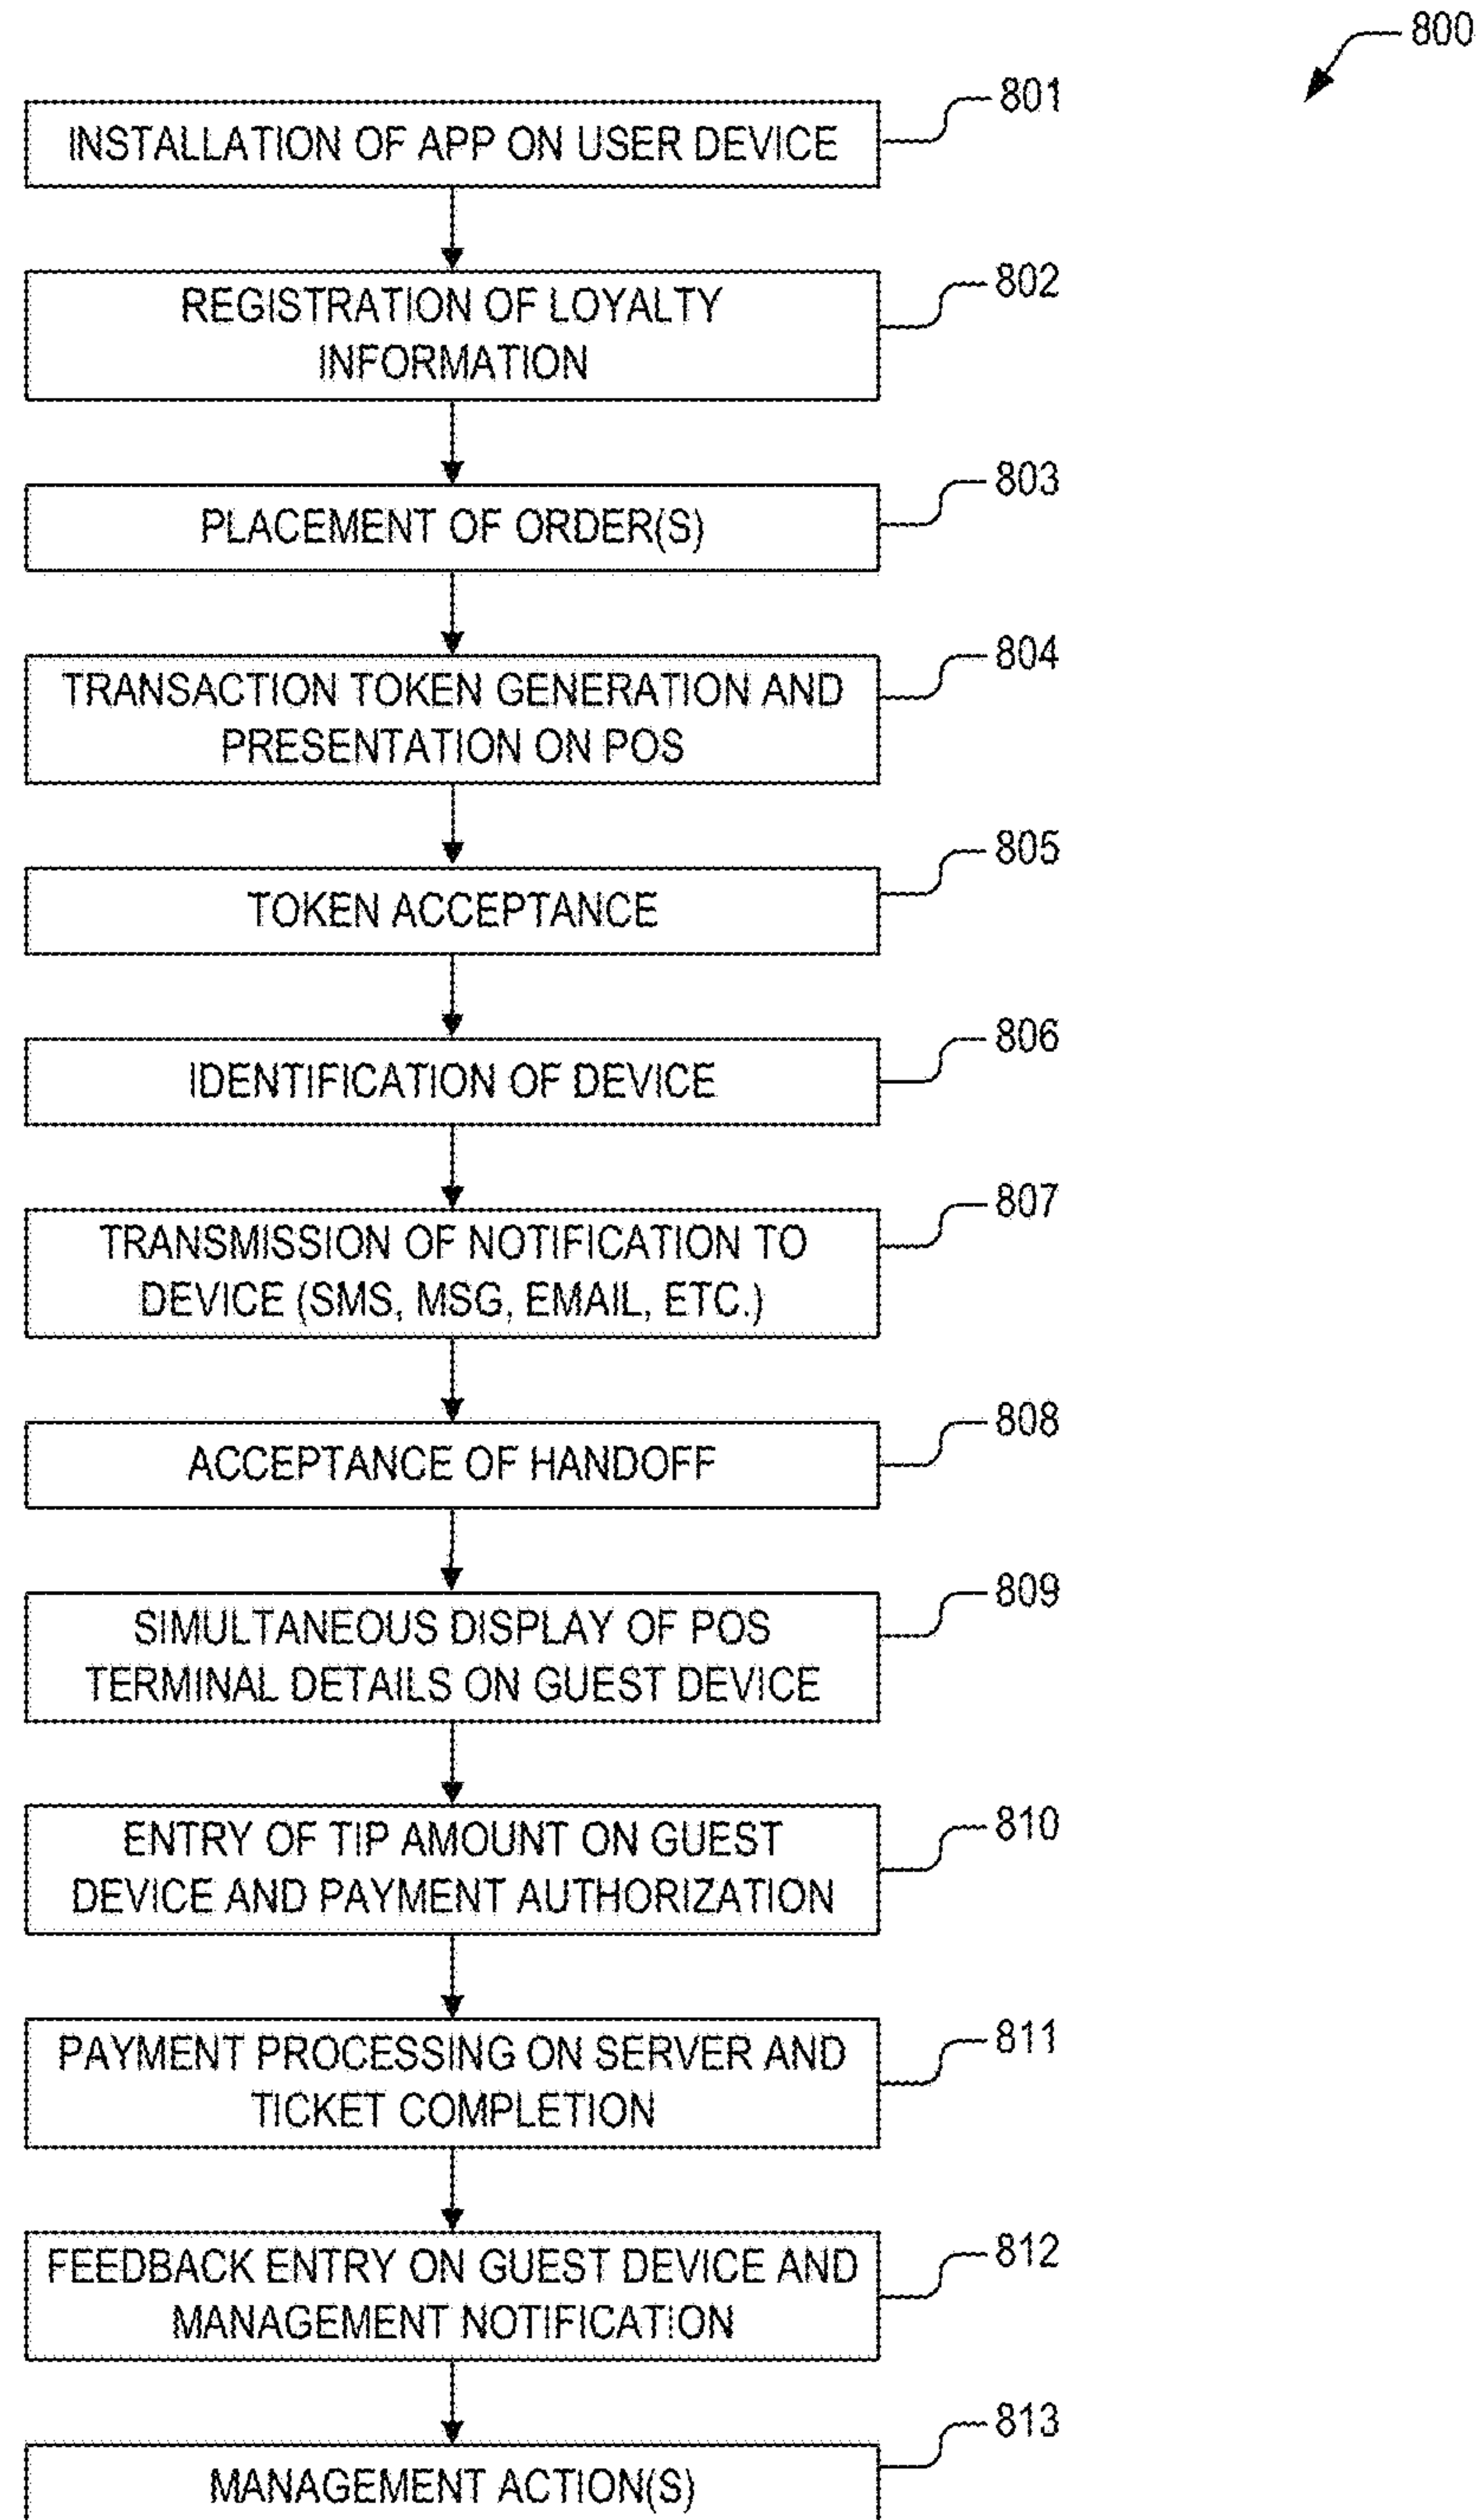 800
INSTALLATION OF APP ON USER DEVICE
801
REGISTRATION OF LOYALTY
INFORMATION
802
PLACEMENT OF ORDER(S)
803
TRANSACTION TOKEN GENERATION AND
PRESENTATION ON POS
804
TOKEN ACCEPTANCE
805
IDENTIFICATION OF DEVICE
806
TRANSMISSION OF NOTIFICATION TO
DEVICE (SMS, MSG, EMAIL, ETC.)
807
ACCEPTANCE OF HANDOFF
808
SIMULTANEOUS DISPLAY OF POS
TERMINAL DETAILS ON GUEST DEVICE
809
ENTRY OF TIP AMOUNT ON GUEST
DEVICE AND PAYMENT AUTHORIZATION
810
PAYMENT PROCESSING ON SERVER AND
TICKET COMPLETION
811
FEEDBACK ENTRY ON GUEST DEVICE AND
MANAGEMENT NOTIFICATION
812
MANAGEMENT ACTION(S)
813